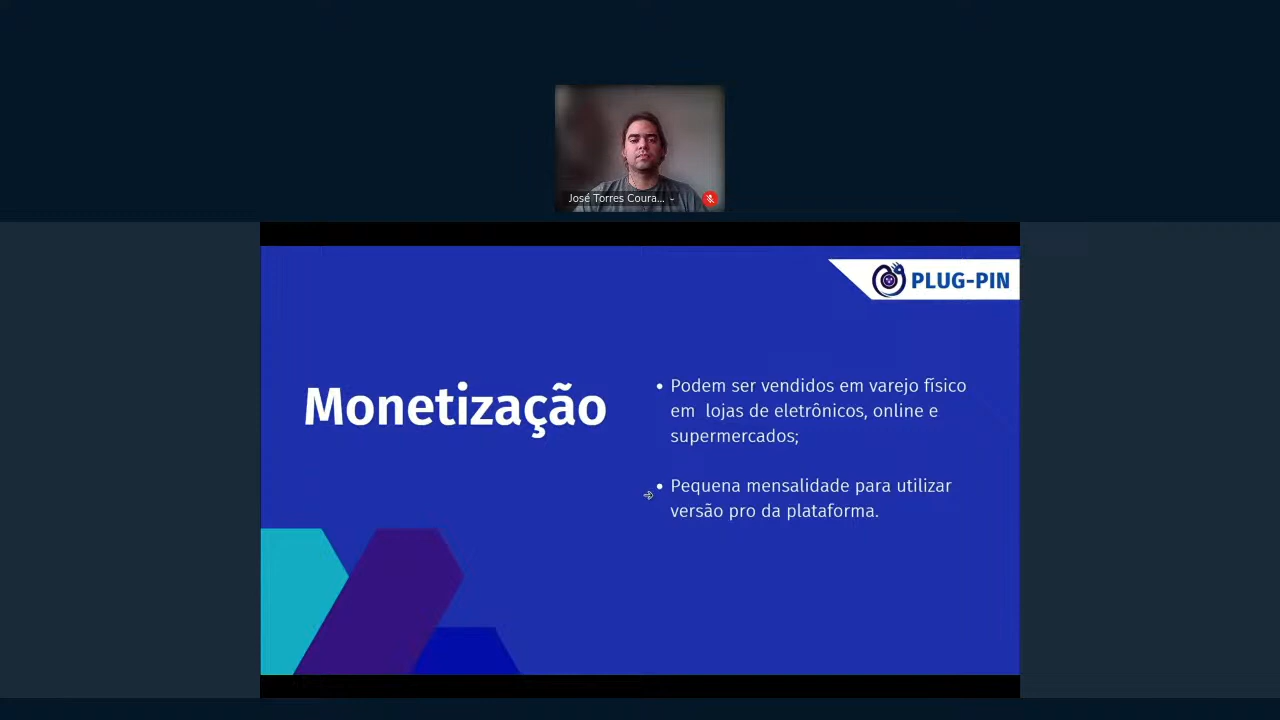 José Torres Coura...
PLUG-PIN
Monetização
• Podem ser vendidos em varejo físico
em lojas de eletrônicos, online e
supermercados;
• Pequena mensalidade para utilizar
versão pro da plataforma.